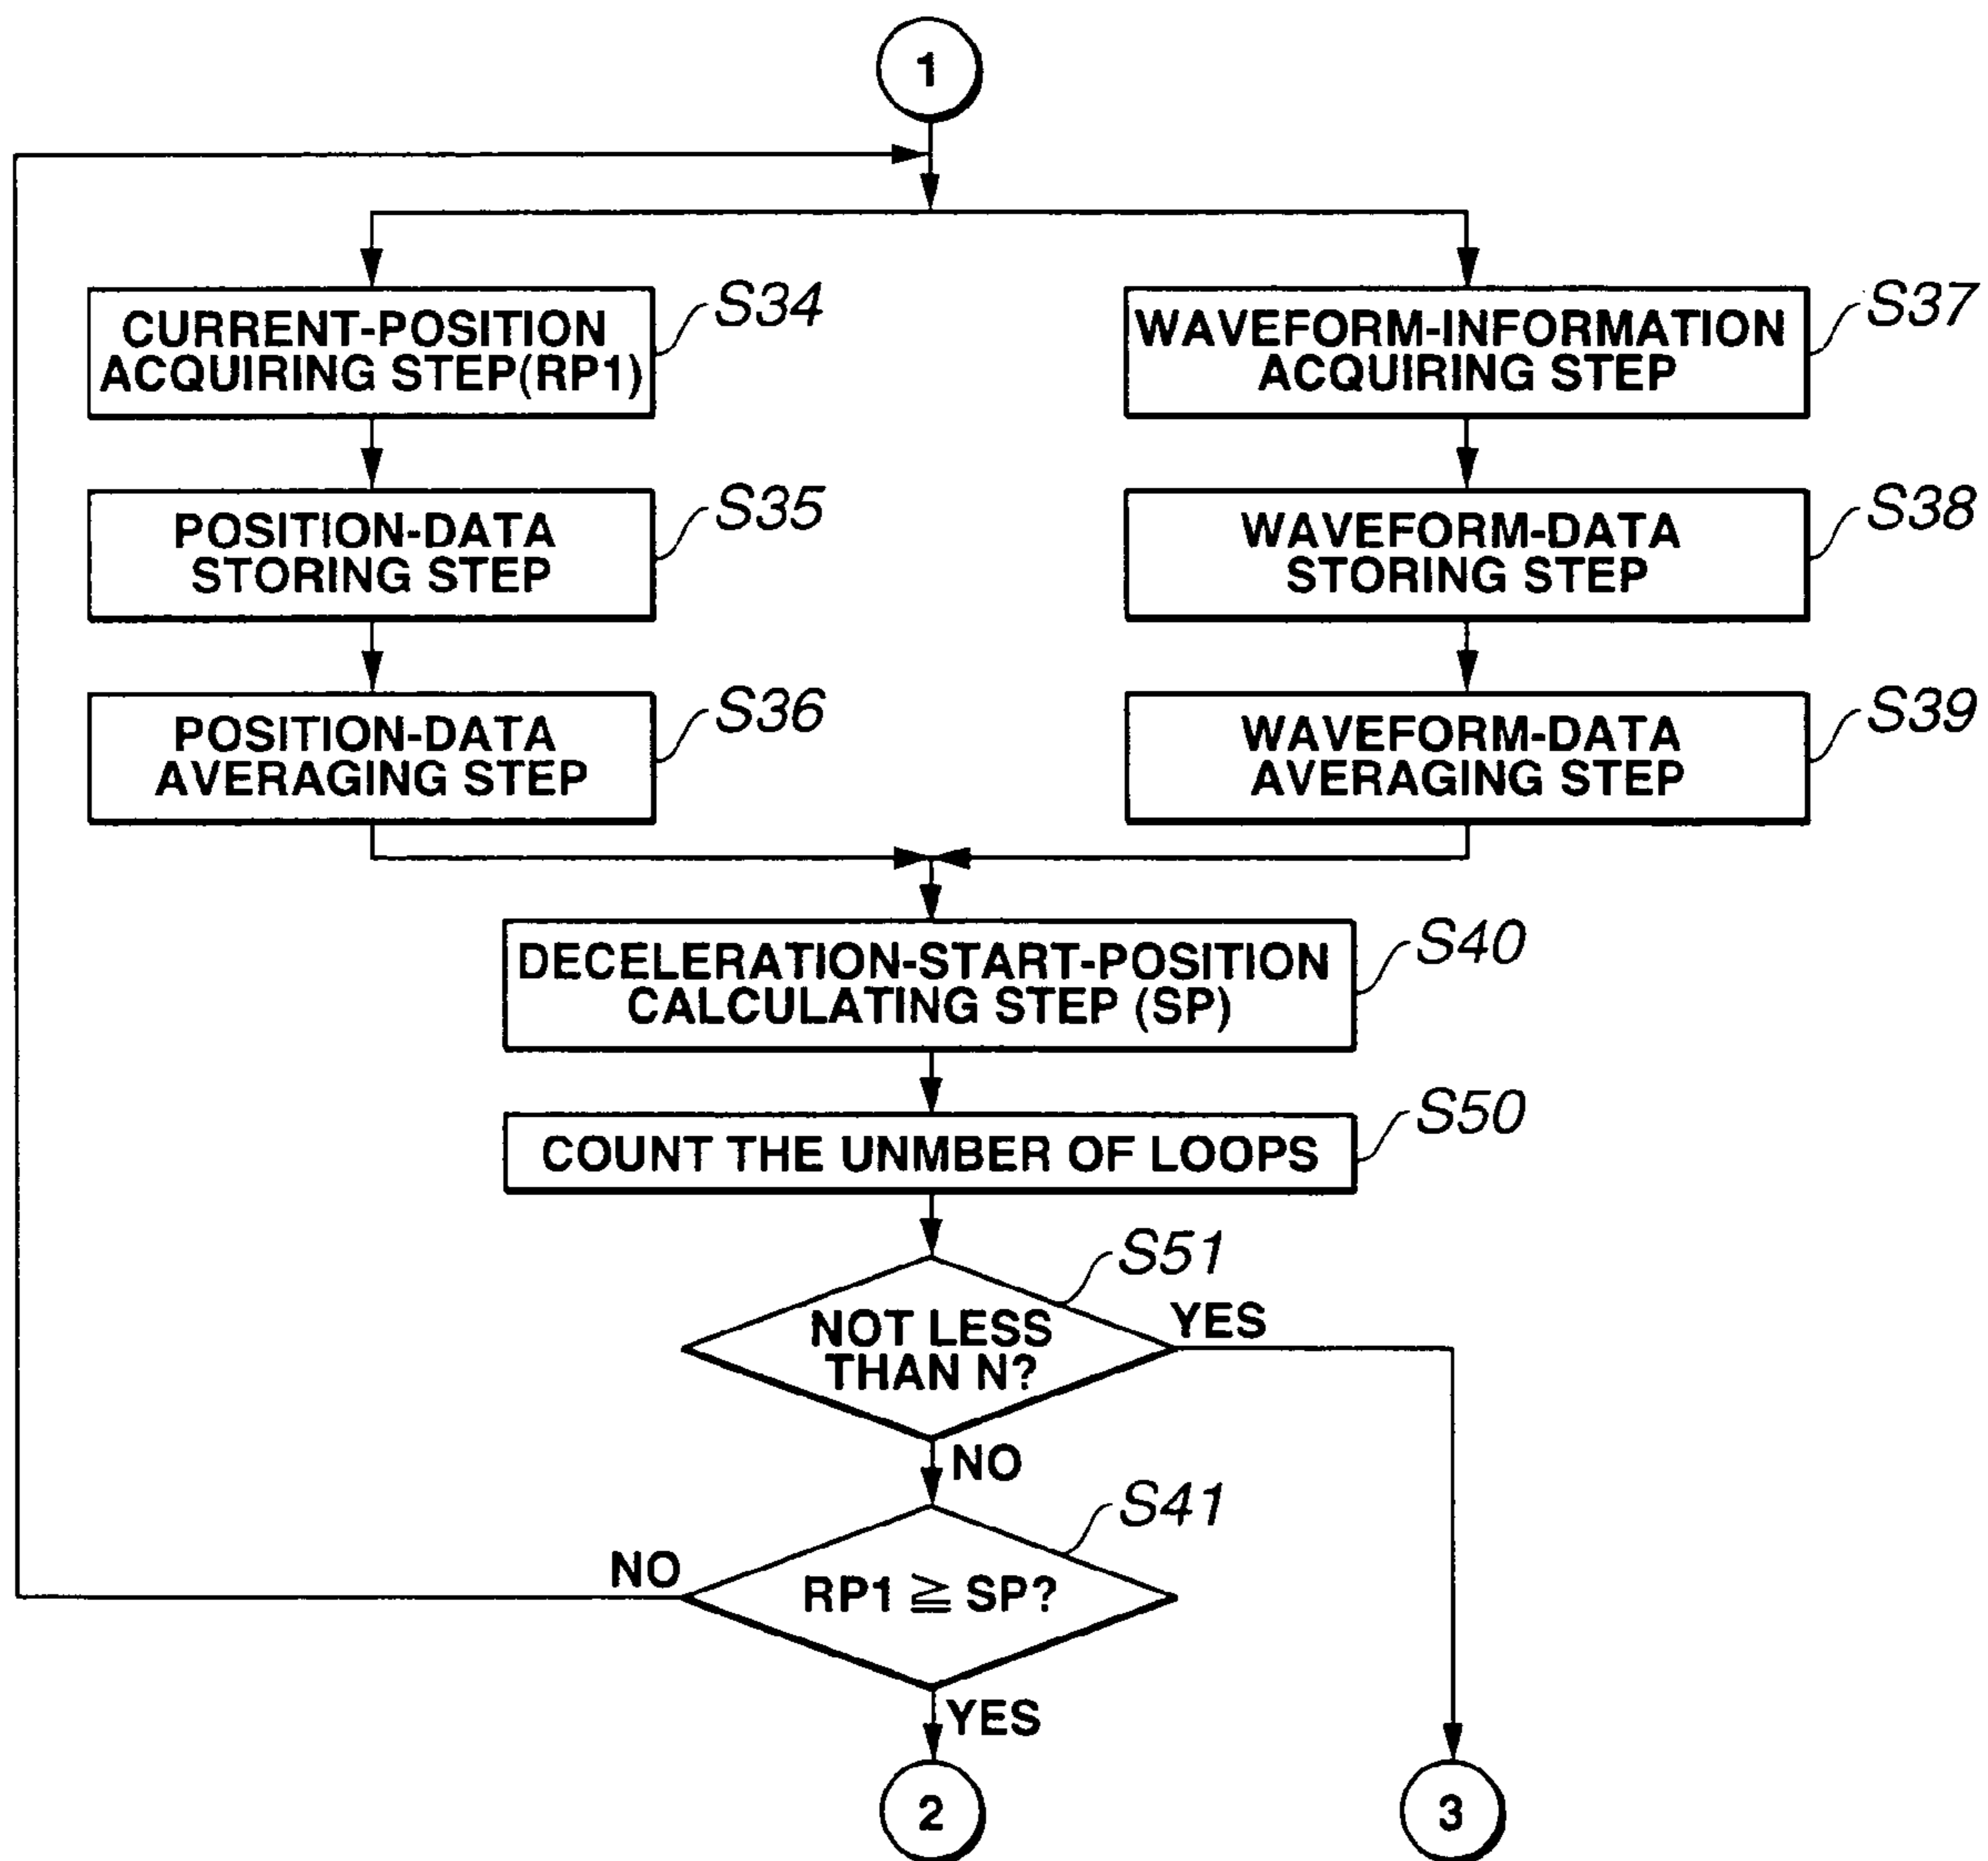 1
CURRENT-POSITION
ACQUIRING STEP(RP1)
S34
WAVEFORM-INFORMATION
ACQUIRING STEP
S37
POSITION-DATA
STORING STEP
S35
WAVEFORM-DATA
STORING STEP
S38
POSITION-DATA
AVERAGING STEP
S36
WAVEFORM-DATA
AVERAGING STEP
S39
DECELERATION-START-POSITION
CALCULATING STEP (SP)
S40
COUNT THE UNMBER OF LOOPS
S50
S51
NOT LESS
THAN N?
YES
NO
S41
RP1 ≧ SP?
NO
YES
2
3